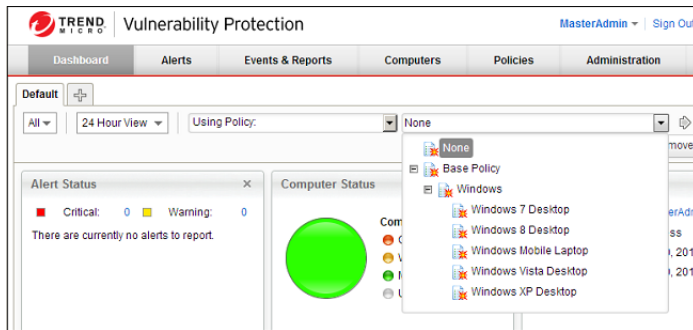 TREND MICRO Vulnerability Protection MasterAdmin Sign Out
Dashboard Alerts Events & Reports Computers Policies Administration
Default
All 24 Hour View Using Policy: None
None
Base Policy
Windows
Windows 7 Desktop
Windows 8 Desktop
Windows Mobile Laptop
Windows Vista Desktop
Windows XP Desktop
Alert Status
Critical: 0 Warning: 0
There are currently no alerts to report.
Computer Status